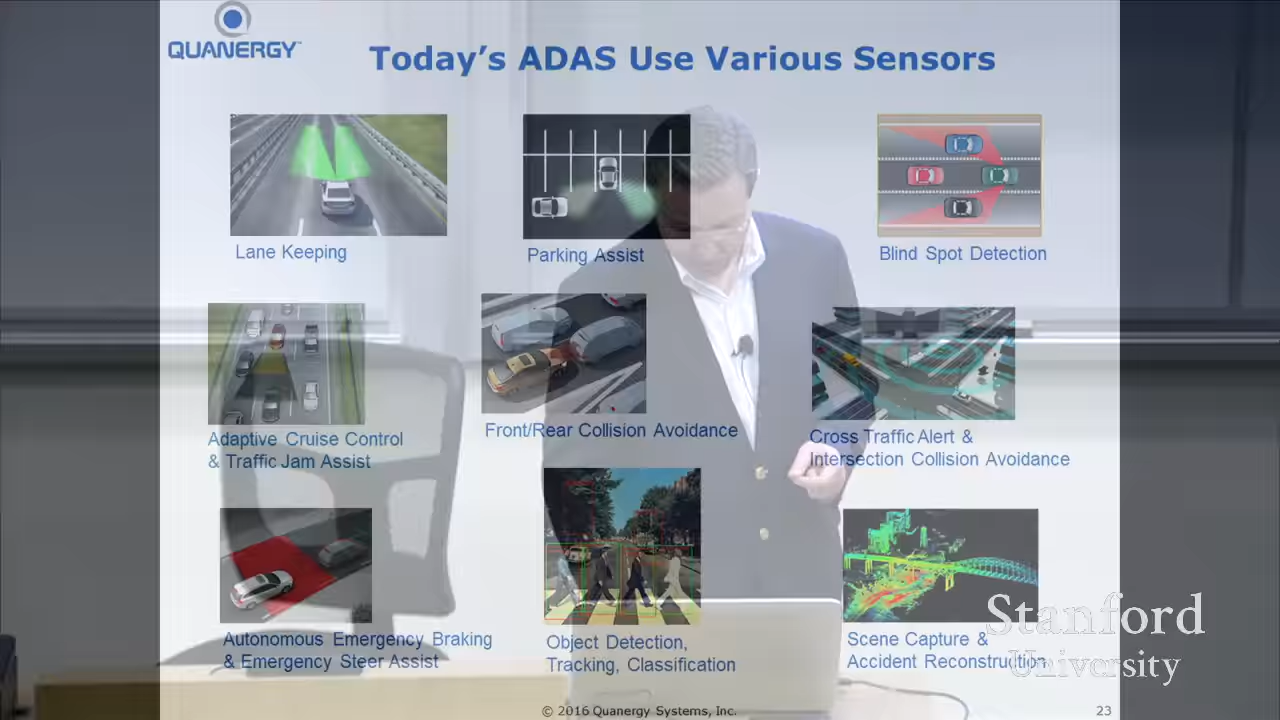 QUANERGY™
Today's ADAS Use Various Sensors
Lane Keeping
Parking Assist
Blind Spot Detection
Adaptive Cruise Control
& Traffic Jam Assist
Front/Rear Collision Avoidance
Cross Traffic Alert &
Intersection Collision Avoidance
Autonomous Emergency Braking
& Emergency Steer Assist
Object Detection,
Tracking, Classification
Scene Capture &
Accident Reconstruction
Stanford
University
© 2016 Quanergy Systems, Inc.
23